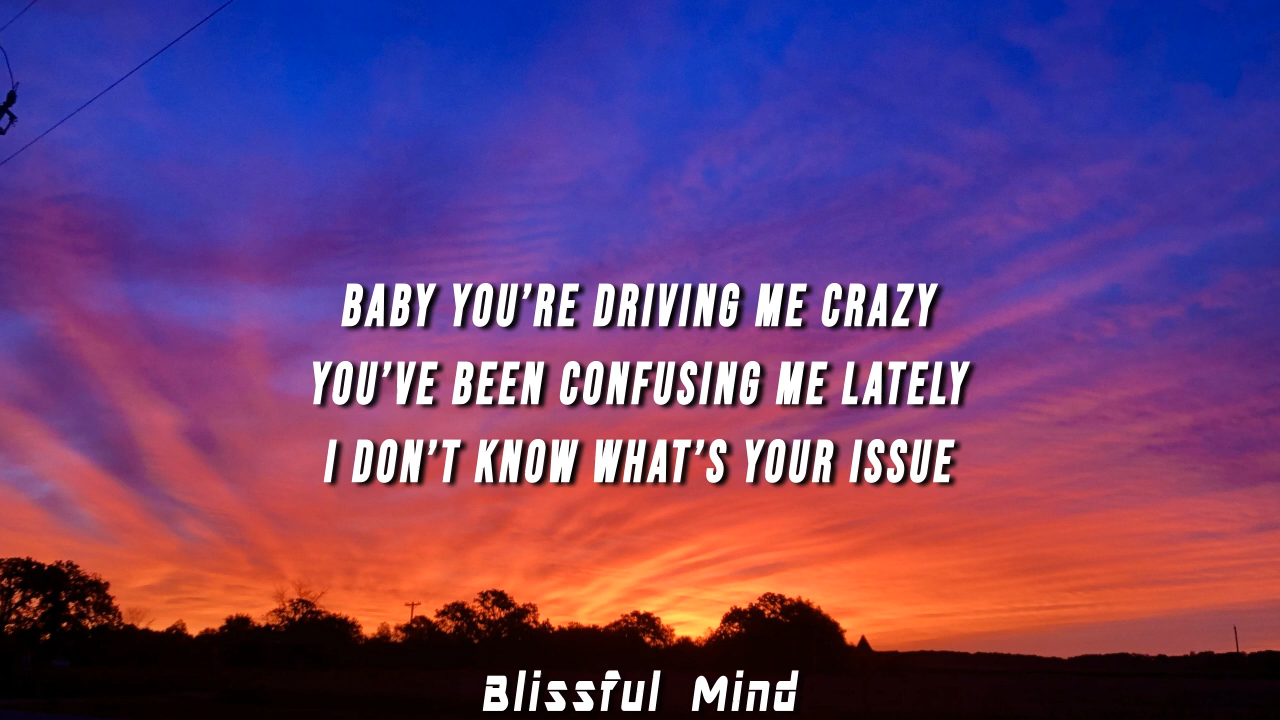 BABY YOU'RE DRIVING ME CRAZY
YOU'VE BEEN CONFUSING ME LATELY
I DON'T KNOW WHAT'S YOUR ISSUE
Blissful Mind